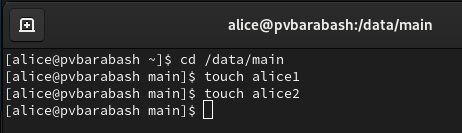 alice@pvbarabash:/data/main
[alice@pvbarabash ~]$ cd /data/main
[alice@pvbarabash main]$ touch alice1
[alice@pvbarabash main]$ touch alice2
[alice@pvbarabash main]$